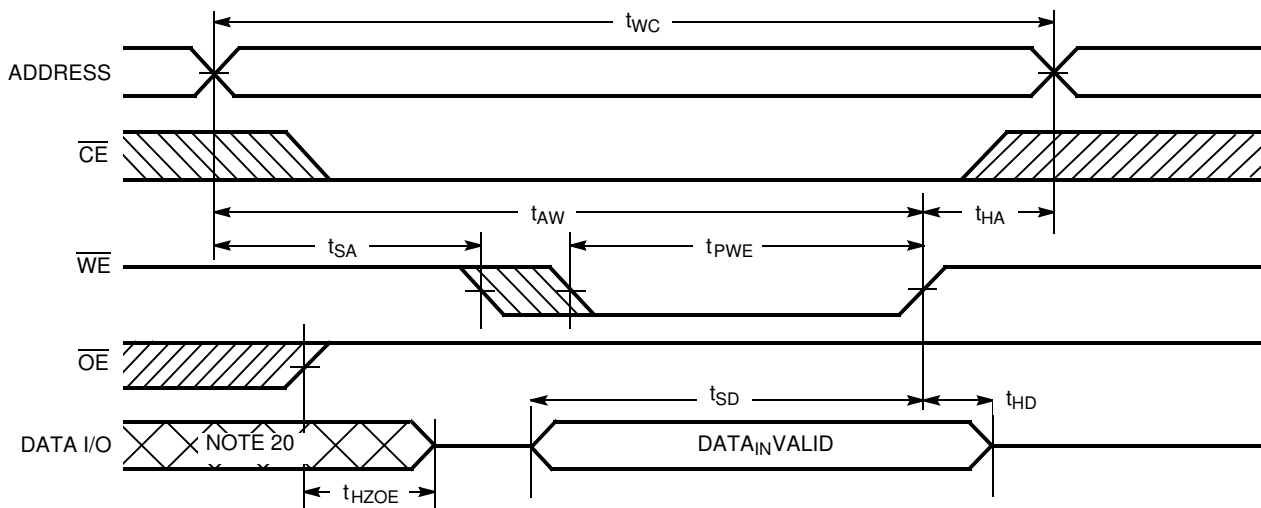 tWC
ADDRESS
CE
tAW
tHA
tSA
tPWE
WE
OE
tSD
tHD
DATA I/O
NOTE 20
DATAINVALID
tHZOE